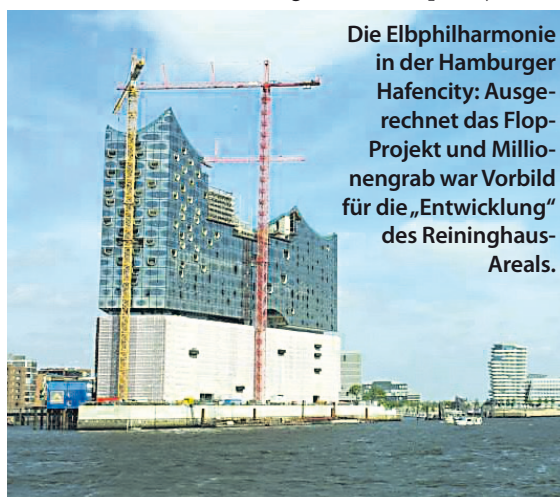 Die Elbphilharmonie
in der Hamburger
Hafencity: Ausge-
rechnet das Flop-
Projekt und Millio-
nengrab war Vorbild
für die „Entwicklung“
des Reininghaus-
Areals.